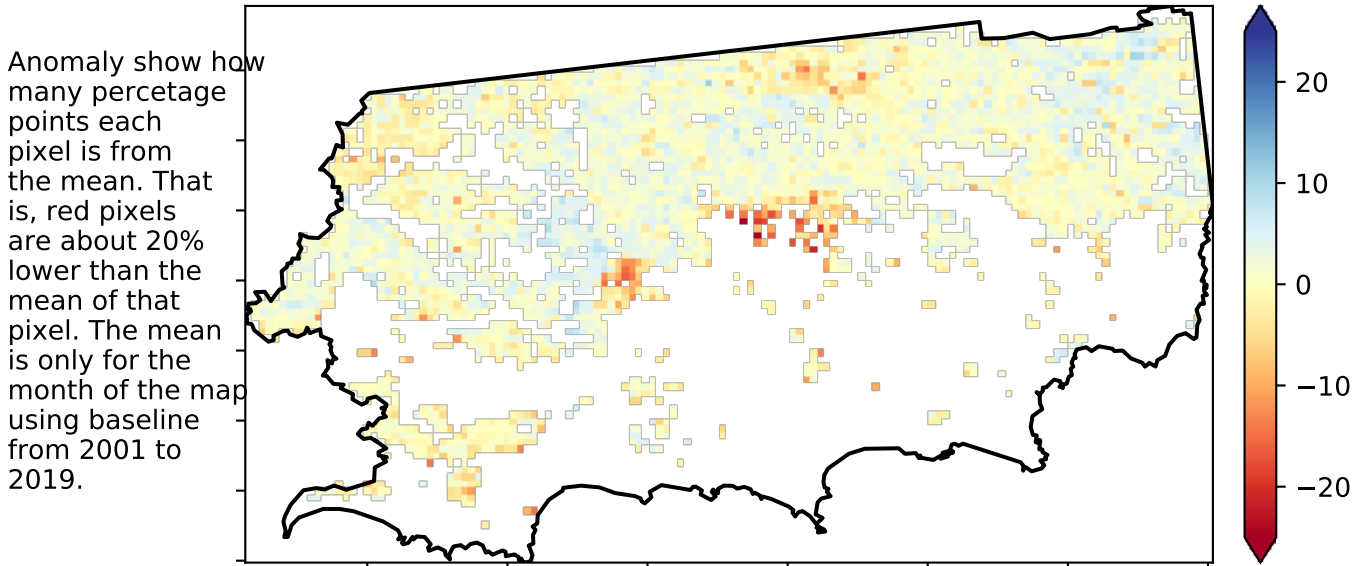 Anomaly show how
many percetage
points each
pixel is from
the mean. That
is, red pixels
are about 20%
lower than the
mean of that
pixel. The mean
is only for the
month of the map
using baseline
from 2001 to
2019.
20
10
0
−10
−20